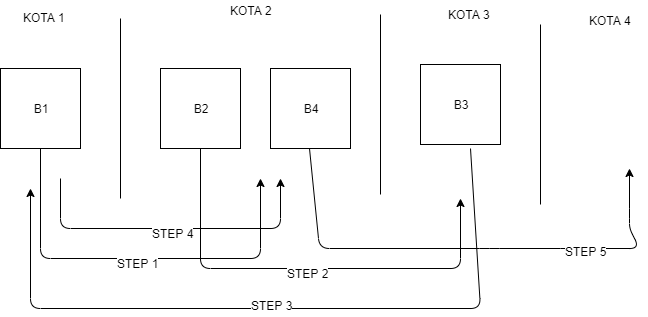 KOTA 1
KOTA 2
KOTA 3
KOTA 4
B1
B2
B4
B3
STEP 4
STEP 5
STEP 1
STEP 2
STEP 3